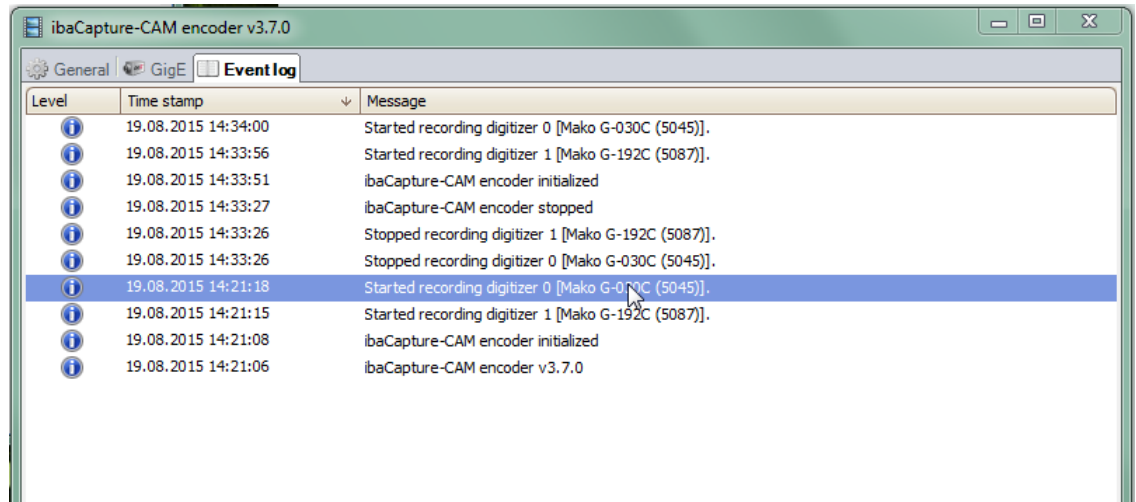 ibaCapture-CAM encoder v3.7.0
General GigE Event log
Level Time stamp Message
19.08.2015 14:34:00 Started recording digitizer 0 [Mako G-030C (5045)].
19.08.2015 14:33:56 Started recording digitizer 1 [Mako G-192C (5087)].
19.08.2015 14:33:51 ibaCapture-CAM encoder initialized
19.08.2015 14:33:27 ibaCapture-CAM encoder stopped
19.08.2015 14:33:26 Stopped recording digitizer 1 [Mako G-192C (5087)].
19.08.2015 14:33:26 Stopped recording digitizer 0 [Mako G-030C (5045)].
19.08.2015 14:21:18 Started recording digitizer 0 [Mako G-030C (5045)].
19.08.2015 14:21:15 Started recording digitizer 1 [Mako G-192C (5087)].
19.08.2015 14:21:08 ibaCapture-CAM encoder initialized
19.08.2015 14:21:06 ibaCapture-CAM encoder v3.7.0